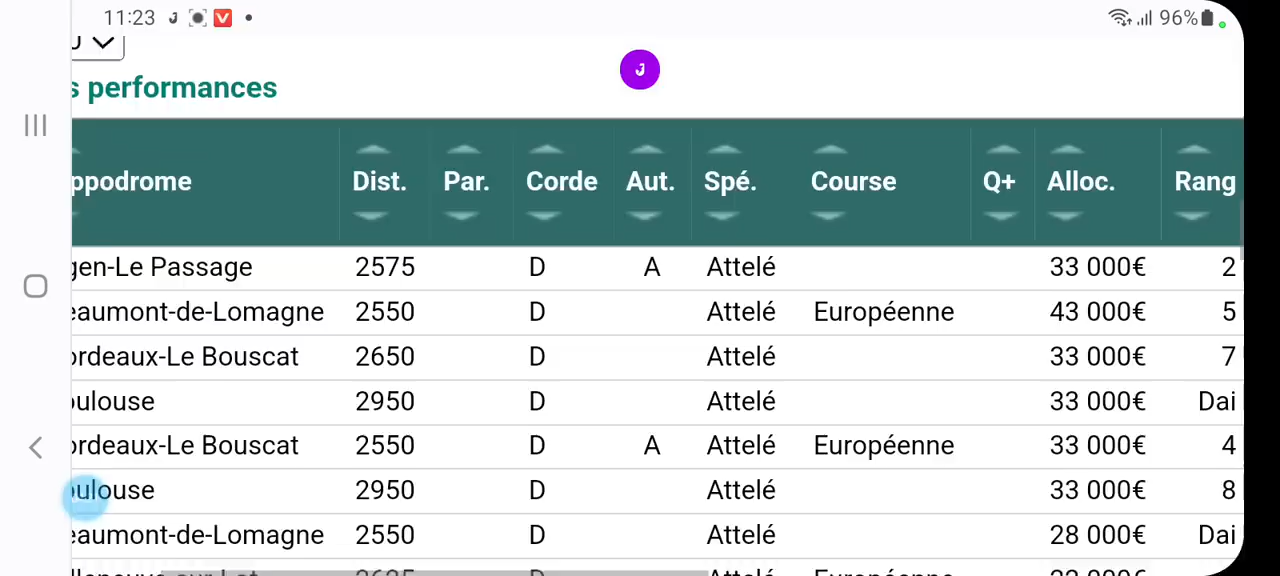 11:23 96%
s performances
ppodrome Dist. Par. Corde Aut. Spé. Course Q+ Alloc. Rang
gen-Le Passage 2575 D A Attelé 33 000€ 2
eaumont-de-Lomagne 2550 D Attelé Européenne 43 000€ 5
ordeaux-Le Bouscat 2650 D Attelé 33 000€ 7
oulouse 2950 D Attelé 33 000€ Dai
ordeaux-Le Bouscat 2550 D A Attelé Européenne 33 000€ 4
oulouse 2950 D Attelé 33 000€ 8
eaumont-de-Lomagne 2550 D Attelé 28 000€ Dai